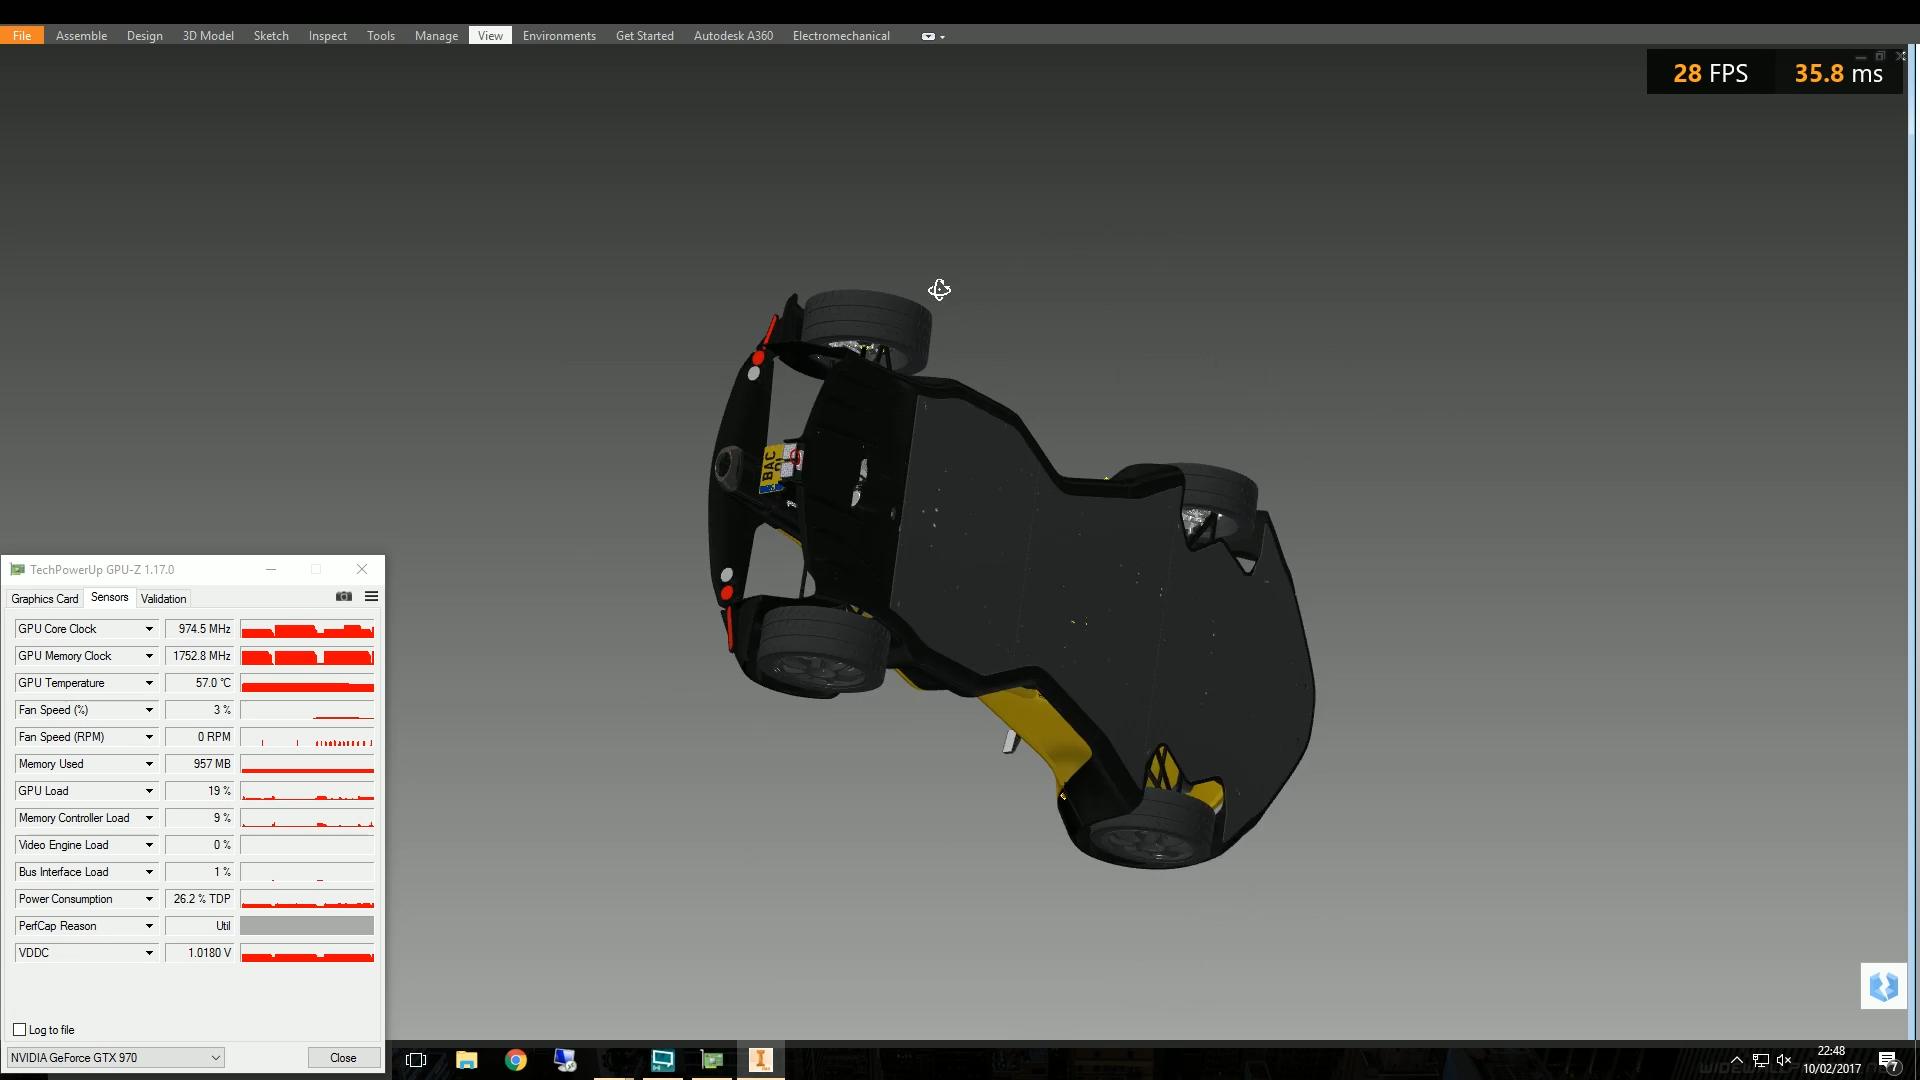 File Assemble Design 3D Model Sketch Inspect Tools Manage View Environments Get Started Autodesk A360 Electromechanical
28 FPS 35.8 ms
BAC
TechPowerUp GPU-Z 1.17.0
Graphics Card Sensors Validation
GPU Core Clock 974.5 MHz
GPU Memory Clock 1752.8 MHz
GPU Temperature 57.0 °C
Fan Speed (%) 3 %
Fan Speed (RPM) 0 RPM
Memory Used 957 MB
GPU Load 19 %
Memory Controller Load 9 %
Video Engine Load 0 %
Bus Interface Load 1 %
Power Consumption 26.2 % TDP
PerfCap Reason Util
VDDC 1.0180 V
Log to file
NVIDIA GeForce GTX 970 Close
22:48
10/02/2017
7